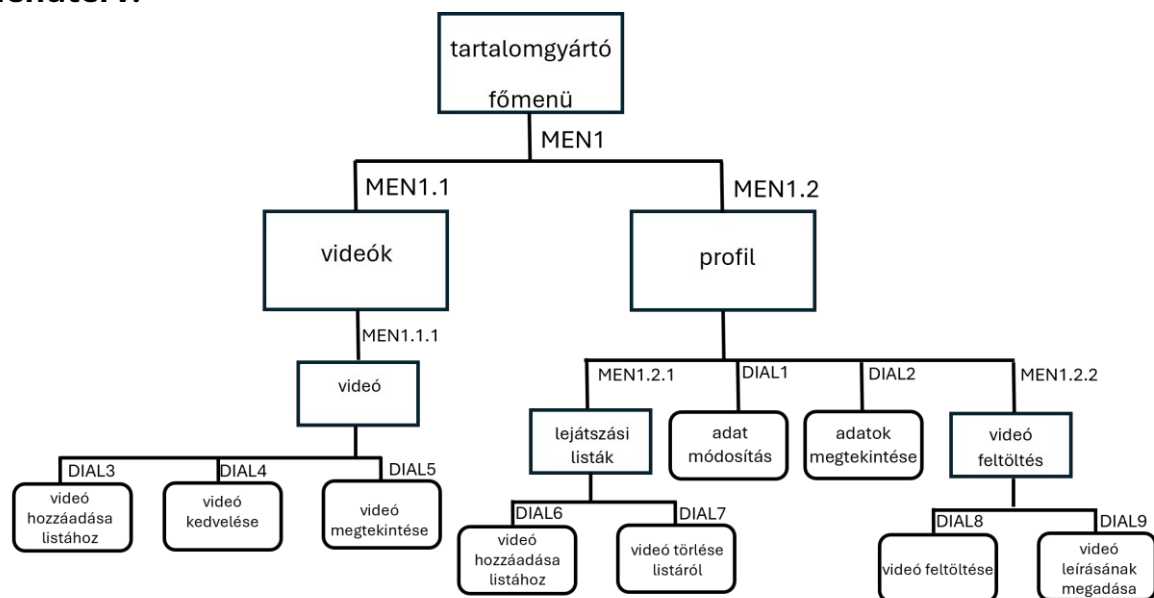 tartalomgyártó
főmenü
MEN1
MEN1.1
MEN1.2
videók
profil
MEN1.1.1
videó
MEN1.2.1
DIAL1
DIAL2
MEN1.2.2
lejátszási
listák
adat
módosítás
adatok
megtekintése
videó
feltöltés
DIAL3
DIAL4
DIAL5
videó
hozzáadása
listához
videó
kedvelése
videó
megtekintése
DIAL6
DIAL7
videó
hozzáadása
listához
videó törlése
listáról
DIAL8
DIAL9
videó feltöltése
videó
leírásának
megadása